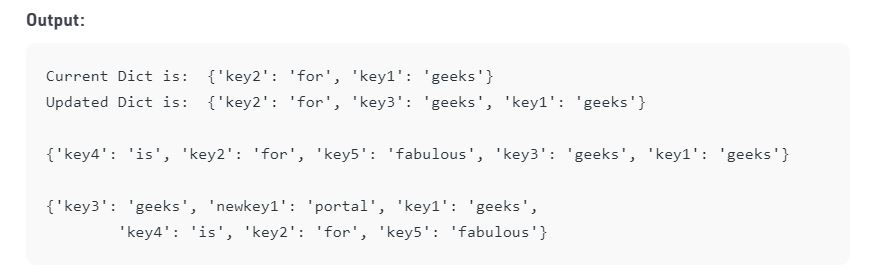 Output:
Current Dict is:  {'key2': 'for', 'key1': 'geeks'}
Updated Dict is:  {'key2': 'for', 'key3': 'geeks', 'key1': 'geeks'}
{'key4': 'is', 'key2': 'for', 'key5': 'fabulous', 'key3': 'geeks', 'key1': 'geeks'}
{'key3': 'geeks', 'newkey1': 'portal', 'key1': 'geeks',
'key4': 'is', 'key2': 'for', 'key5': 'fabulous'}